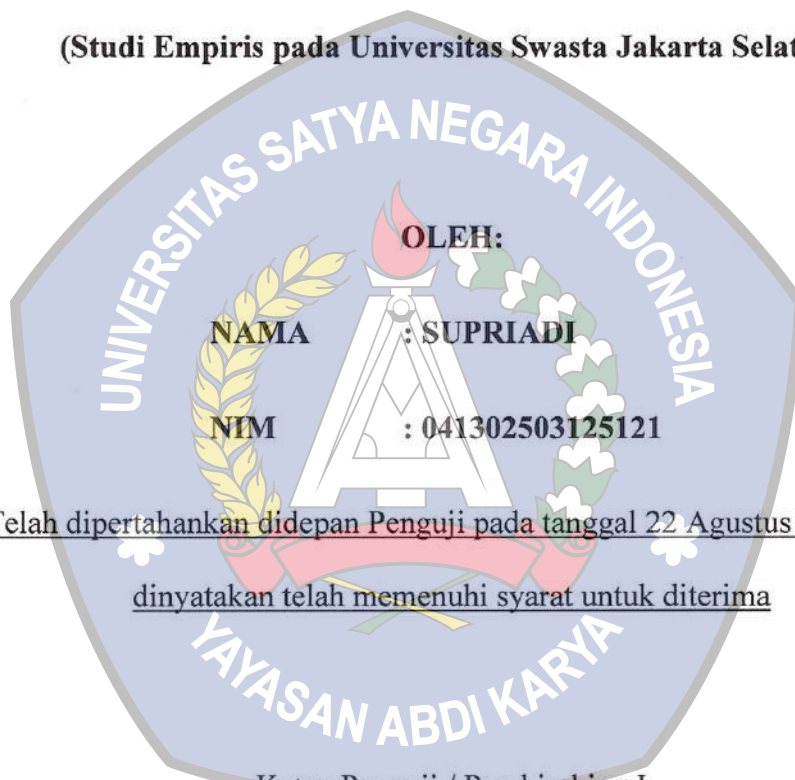 (Studi Empiris pada Universitas Swasta Jakarta Selat
UNIVERSITAS SATYA NEGARA INDONESIA
OLEH:
NAMA : SUPRIADI
NIM : 041302503125121
Telah dipertahankan didepan Penguji pada tanggal 22 Agustus
dinyatakan telah memenuhi syarat untuk diterima
YAYASAN ABDI KARYA